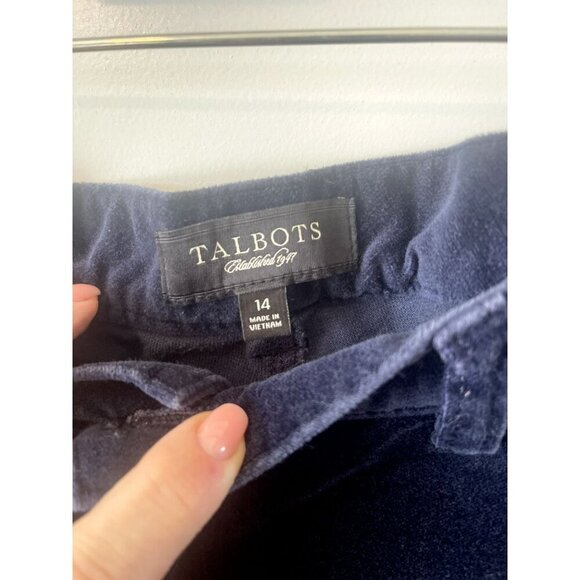 TALBOTS
Established 1947
14
MADE IN
VIETNAM